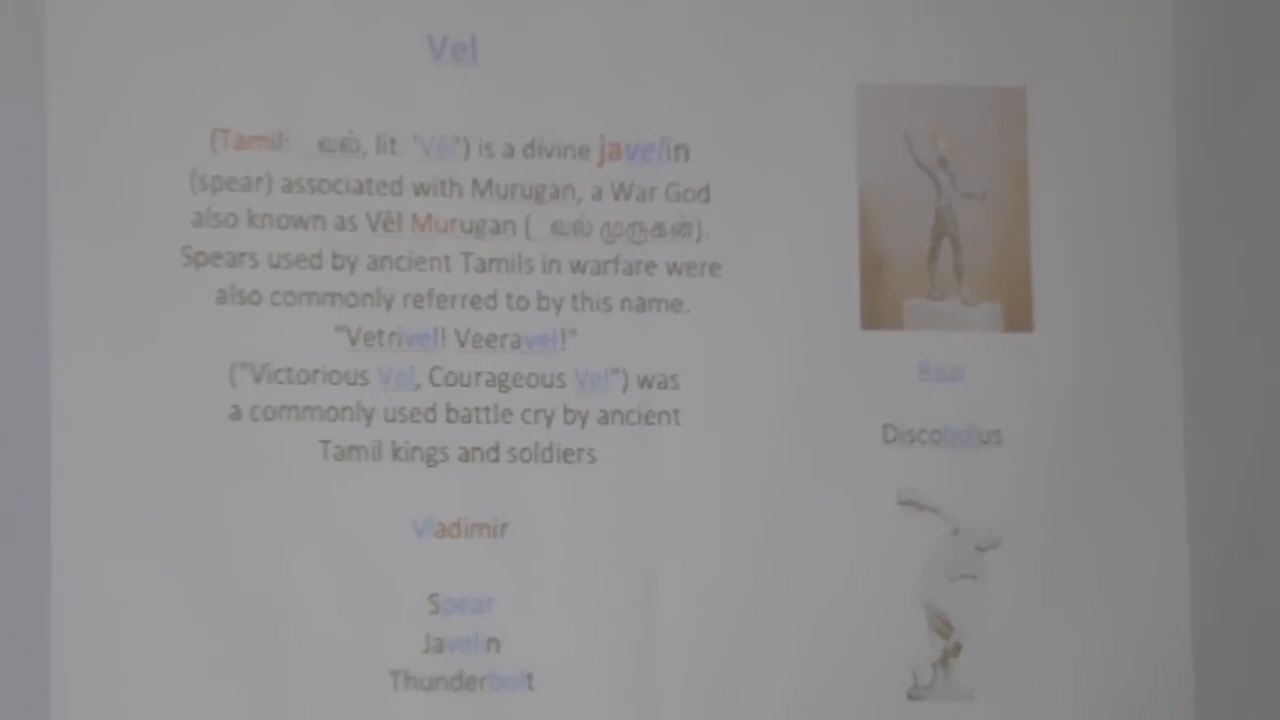 Vel
(Tamil: வேல், lit. 'Vēl') is a divine javelin
(spear) associated with Murugan, a War God
also known as Vēl Murugan ( வேல் முருகன்).
Spears used by ancient Tamils in warfare were
also commonly referred to by this name.
"Vetrivel! Veeravel!"
("Victorious Vel, Courageous Vel") was
a commonly used battle cry by ancient
Tamil kings and soldiers
Vladimir
Spear
Javelin
Thunderbolt
Baal
Discobolus